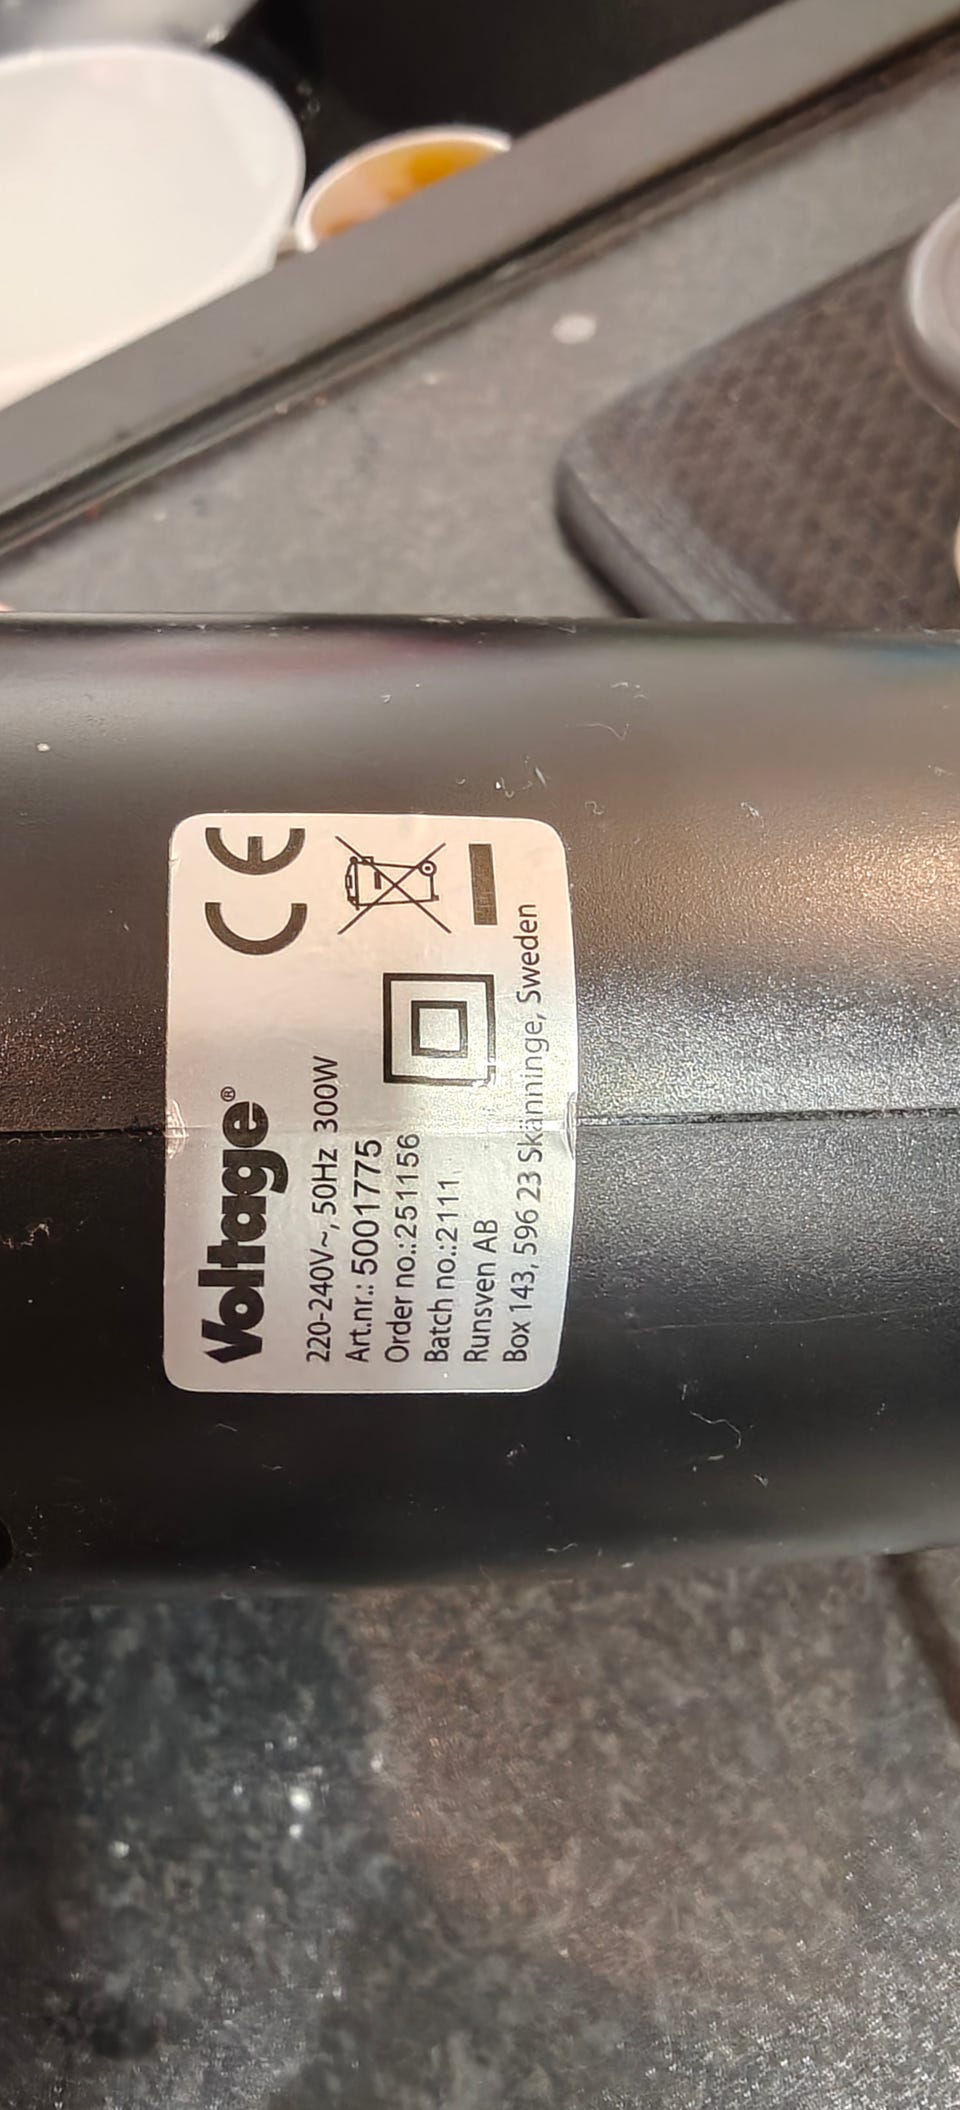 Voltage®
CE
220-240V~, 50Hz 300W
Art.nr.: 5001775
Order no.:251156
Batch no.:2111
Runsven AB
Box 143, 596 23 Skänninge, Sweden